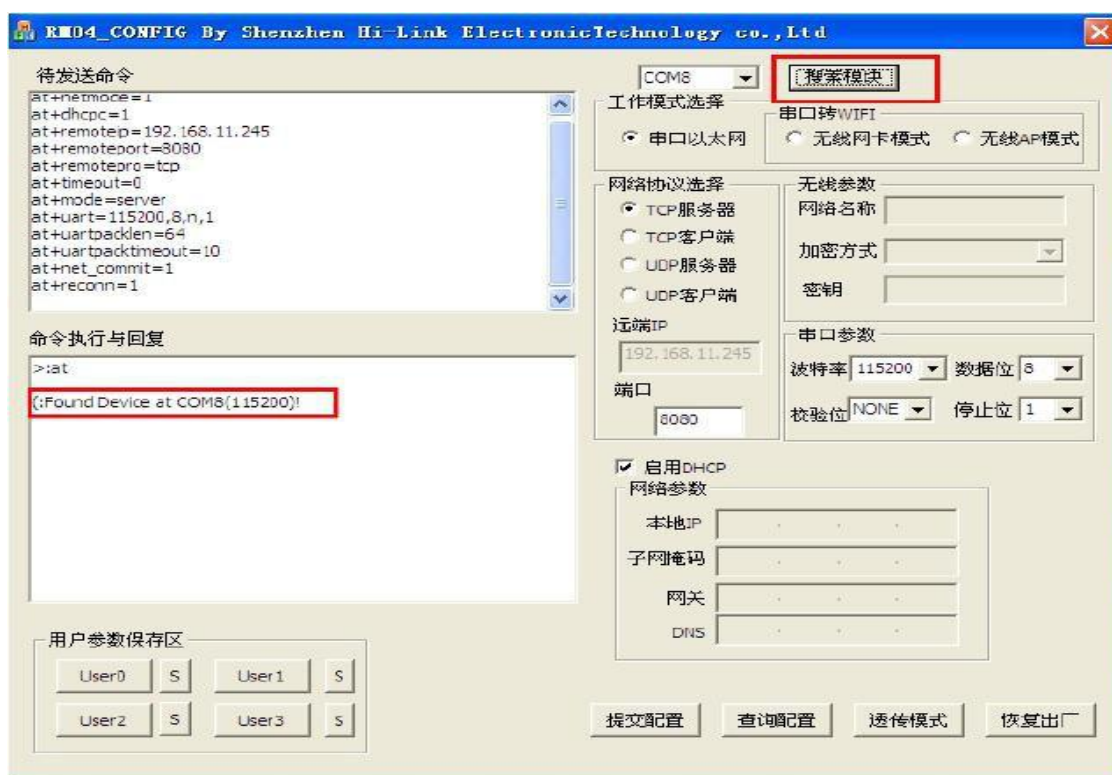 RM04_CONFIG By Shenzhen Hi-Link ElectronicTechnology co.,Ltd
待发送命令
at+netmode=1
at+dhcpc=1
at+remoteip=192.168.11.245
at+remoteport=8080
at+remotepro=tcp
at+timeout=0
at+mode=server
at+uart=115200,8,n,1
at+uartpacklen=64
at+uartpacktimeout=10
at+net_commit=1
at+reconn=1
命令执行与回复
>:at
(:Found Device at COM8(115200)!
用户参数保存区
User0 S User1 S
User2 S User3 S
COM8 搜索模块
工作模式选择
串口以太网
串口转WIFI
无线网卡模式 无线AP模式
网络协议选择
TCP服务器
TCP客户端
UDP服务器
UDP客户端
远端IP
192.168.11.245
端口
8080
无线参数
网络名称
加密方式
密钥
串口参数
波特率 115200 数据位 8
校验位 NONE 停止位 1
启用DHCP
网络参数
本地IP
子网掩码
网关
DNS
提交配置 查询配置 透传模式 恢复出厂